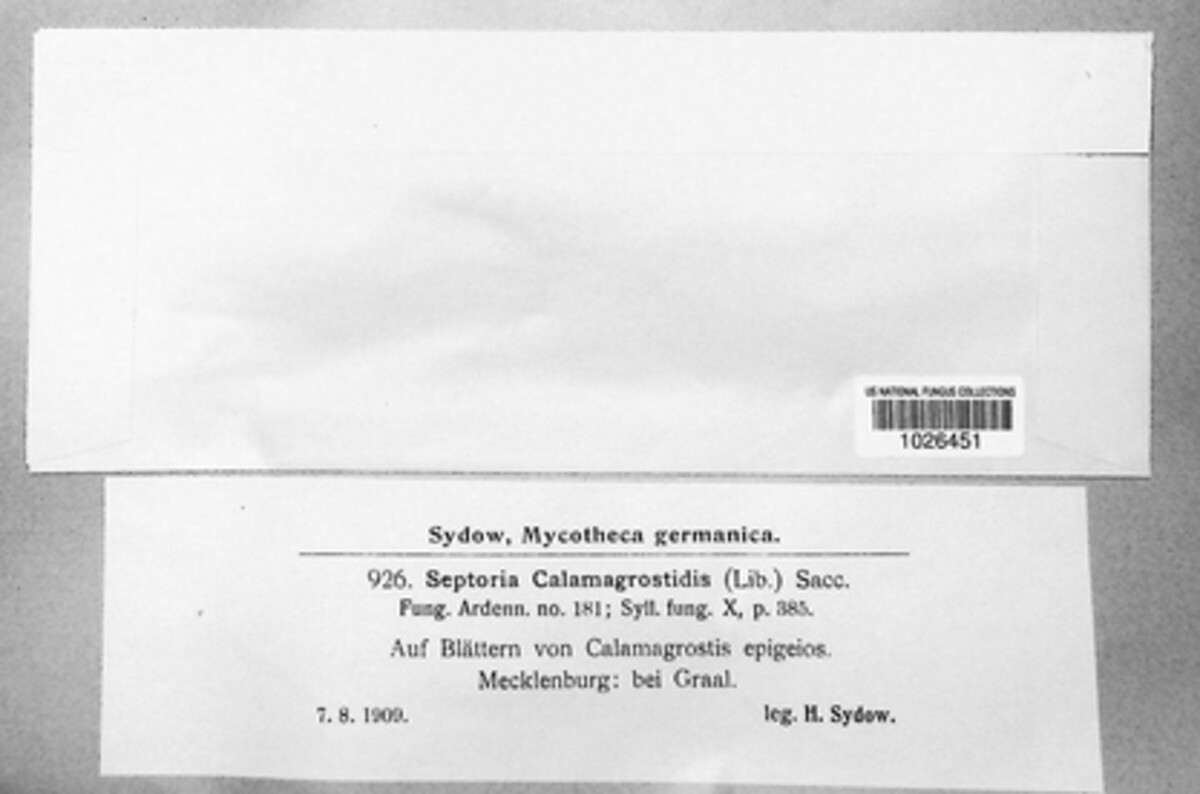 US NATIONAL FUNGUS COLLECTIONS
1026451
Sydow, Mycotheca germanica.
926. Septoria Calamagrostidis (Lib.) Sacc.
Fung. Ardenn. no. 181; Syll. fung. X, p. 385.
Auf Blättern von Calamagrostis epigeios.
Mecklenburg: bei Graal.
7. 8. 1909. leg. H. Sydow.